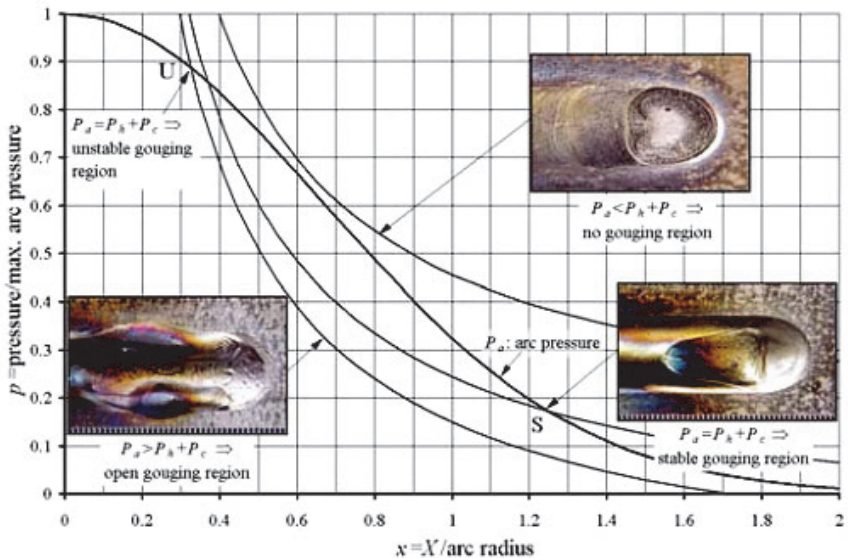 1
0.9
0.8
0.7
0.6
0.5
0.4
0.3
0.2
0.1
0
p=pressure/max. arc pressure
U
P_a=P_h+P_c ⇒
unstable gouging
region
P_a<P_h+P_c ⇒
no gouging region
P_a: arc pressure
P_a>P_h+P_c ⇒
open gouging region
S
P_a=P_h+P_c ⇒
stable gouging region
0 0.2 0.4 0.6 0.8 1.0 1.2 1.4 1.6 1.8 2
x=X/arc radius